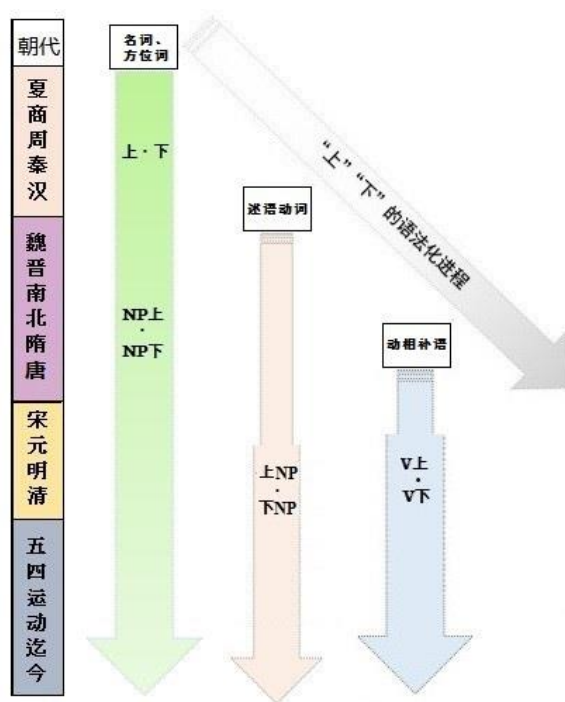 朝代
夏商周秦汉
魏晋南北隋唐
宋元明清
五四运动迄今
名词、
方位词
上·下
NP上
·
NP下
述语动词
上NP
·
下NP
动相补语
V上
·
V下
“上”“下”的语法化进程